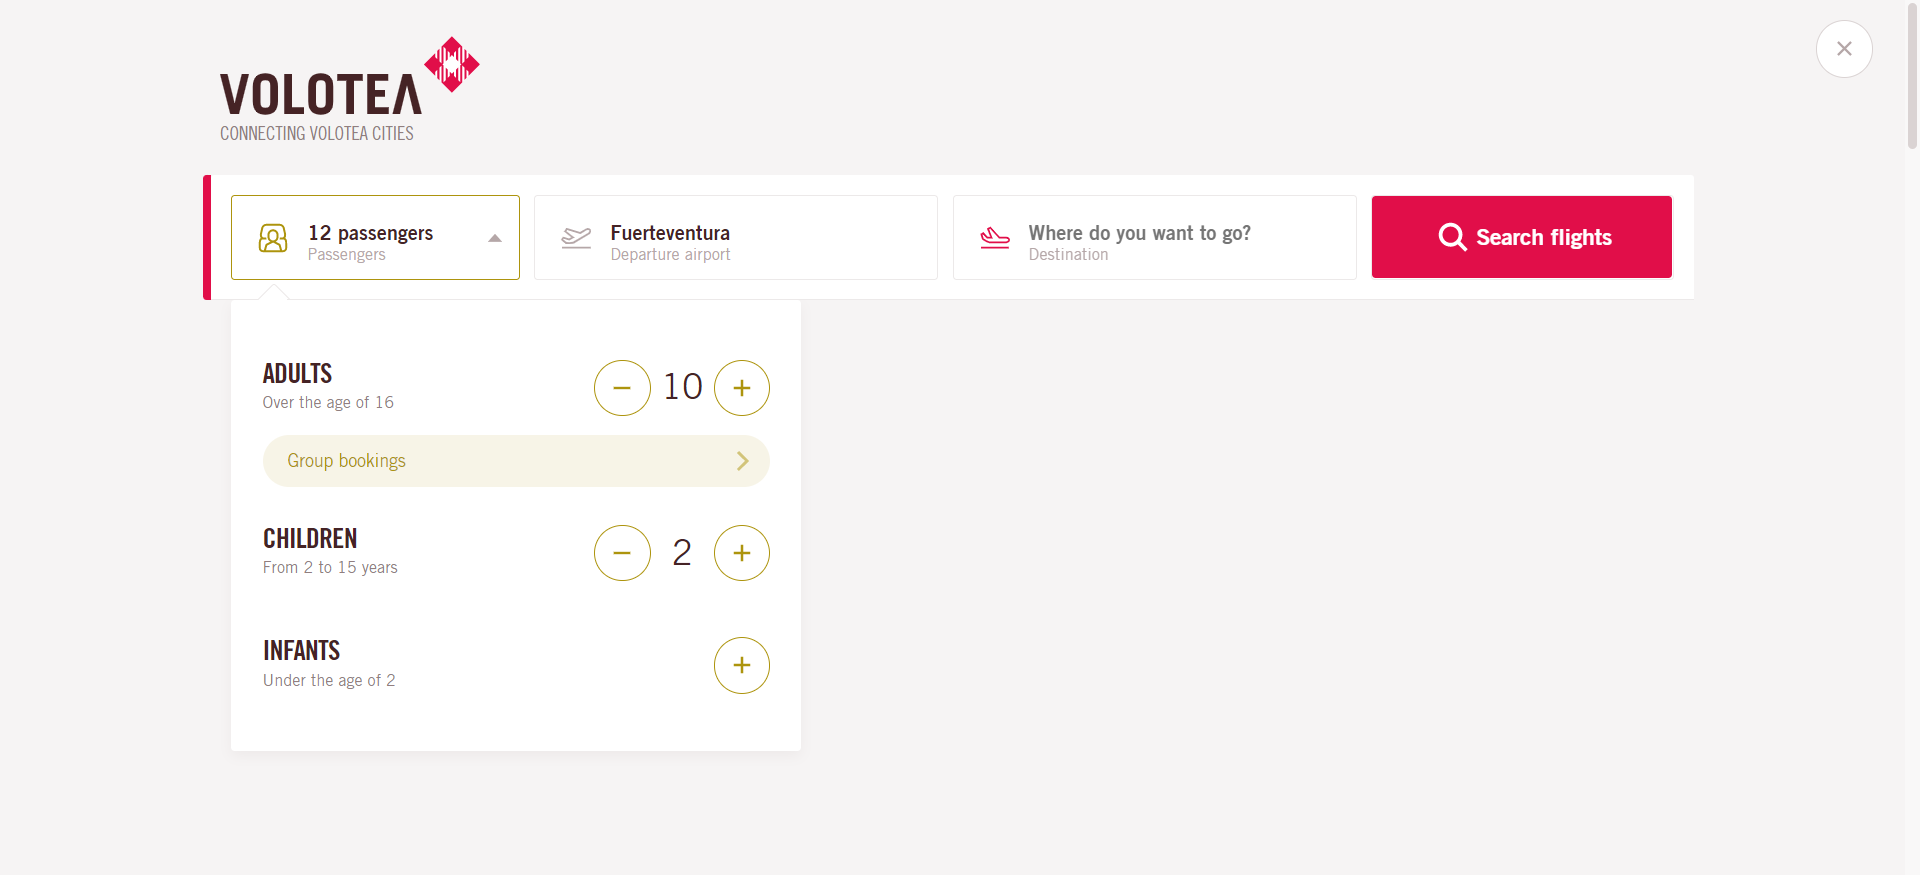 VOLOTEA
CONNECTING VOLOTEA CITIES
12 passengers
Passengers
Fuerteventura
Departure airport
Where do you want to go?
Destination
Search flights
ADULTS
Over the age of 16
10
Group bookings
CHILDREN
From 2 to 15 years
2
INFANTS
Under the age of 2